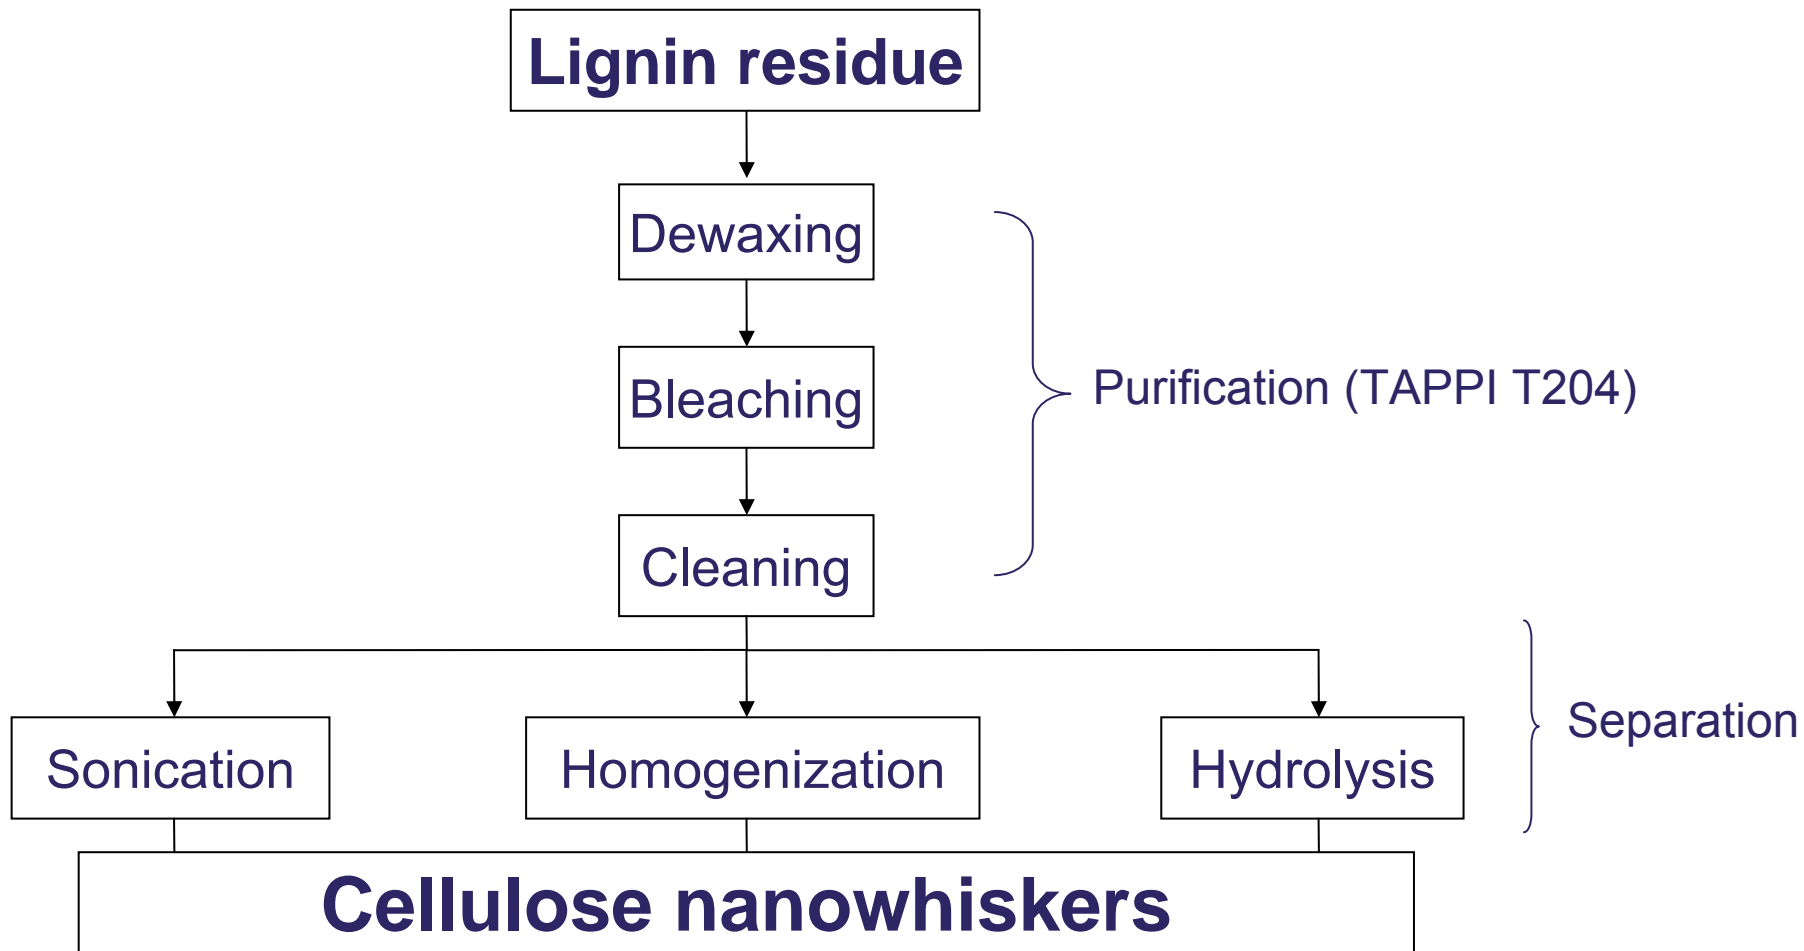 Lignin residue
Dewaxing
Bleaching
Purification (TAPPI T204)
Cleaning
Separation
Sonication
Homogenization
Hydrolysis
Cellulose nanowhiskers